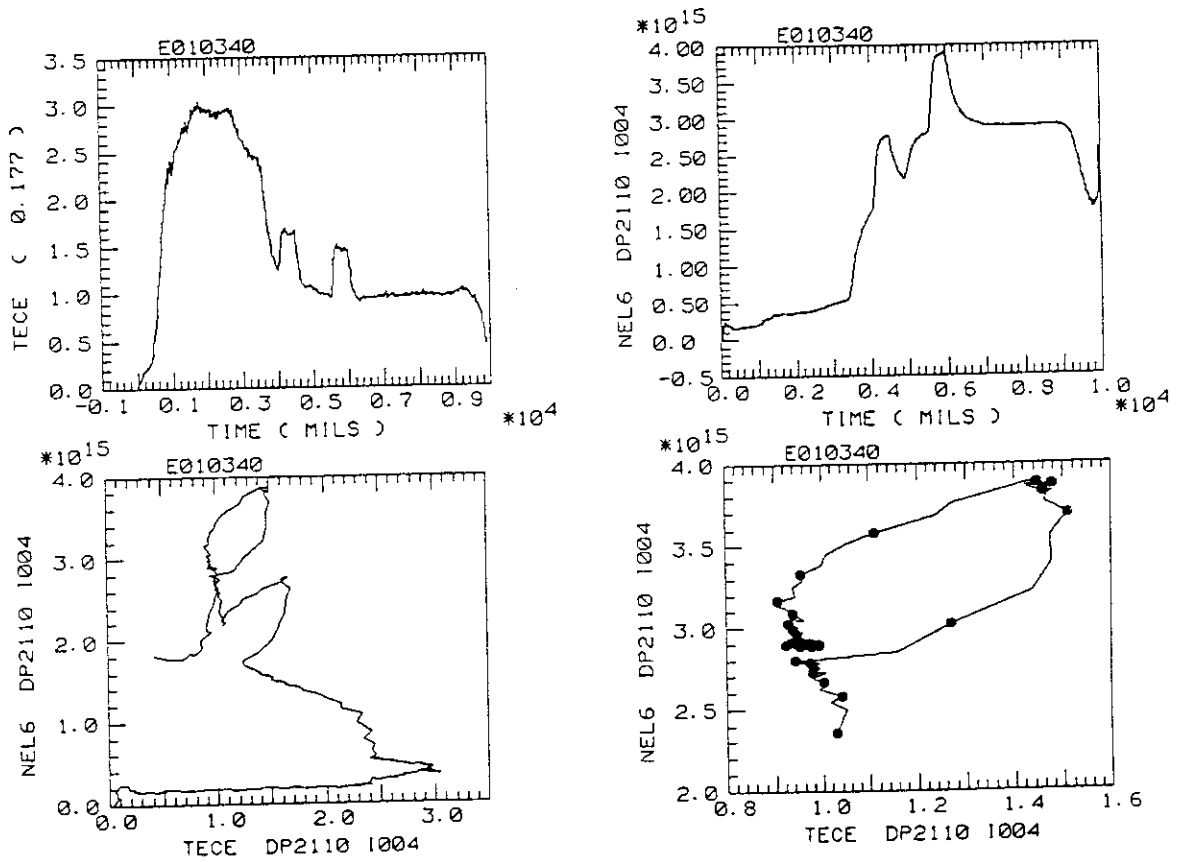 E010340
3.5
3.0
2.5
2.0
1.5
1.0
0.5
0.0
TECE ( 0.177 )
-0.1 0.1 0.3 0.5 0.7 0.9
*10^4
TIME ( MILS )
*10^15
E010340
4.00
3.50
3.00
2.50
2.00
1.50
1.00
0.50
0.0
-0.5
NEL6 DP2110 I004
0.0 0.2 0.4 0.6 0.8 1.0
*10^4
TIME ( MILS )
*10^15
E010340
4.0
3.0
2.0
1.0
0.0
NEL6 DP2110 I004
0.0 1.0 2.0 3.0
TECE DP2110 I004
*10^15
E010340
4.0
3.5
3.0
2.5
2.0
NEL6 DP2110 I004
0.8 1.0 1.2 1.4 1.6
TECE DP2110 I004